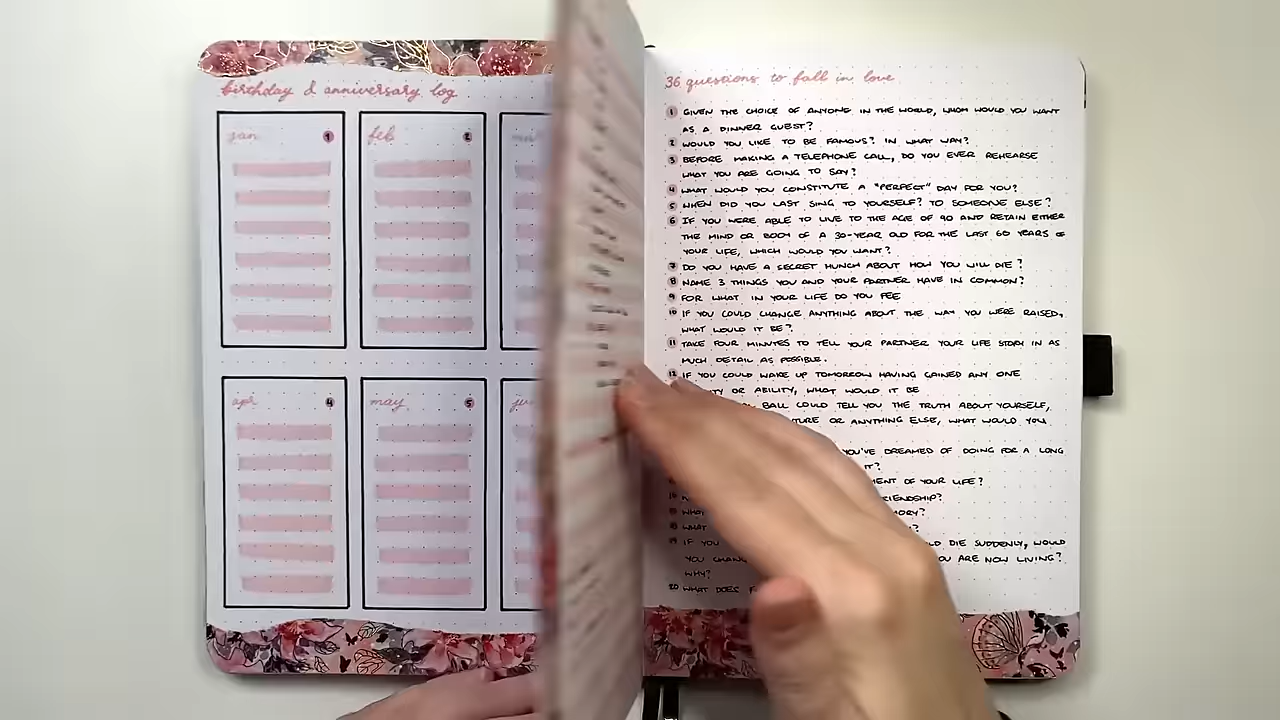 birthday & anniversary log
jan 1
feb 2
apr 4
may 5
36 questions to fall in love
1 GIVEN THE CHOICE OF ANYONE IN THE WORLD, WHOM WOULD YOU WANT
AS A DINNER GUEST?
2 WOULD YOU LIKE TO BE FAMOUS? IN WHAT WAY?
3 BEFORE MAKING A TELEPHONE CALL, DO YOU EVER REHEARSE
WHAT YOU ARE GOING TO SAY?
4 WHAT WOULD YOU CONSTITUTE A "PERFECT" DAY FOR YOU?
5 WHEN DID YOU LAST SING TO YOURSELF? TO SOMEONE ELSE?
6 IF YOU WERE ABLE TO LIVE TO THE AGE OF 90 AND RETAIN EITHER
THE MIND OR BODY OF A 30-YEAR OLD FOR THE LAST 60 YEARS OF
YOUR LIFE, WHICH WOULD YOU WANT?
7 DO YOU HAVE A SECRET HUNCH ABOUT HOW YOU WILL DIE?
8 NAME 3 THINGS YOU AND YOUR PARTNER HAVE IN COMMON?
9 FOR WHAT IN YOUR LIFE DO YOU FEE
10 IF YOU COULD CHANGE ANYTHING ABOUT THE WAY YOU WERE RAISED,
WHAT WOULD IT BE?
11 TAKE FOUR MINUTES TO TELL YOUR PARTNER YOUR LIFE STORY IN AS
MUCH DETAIL AS POSSIBLE.
12 IF YOU COULD WAKE UP TOMORROW HAVING GAINED ANY ONE
OR ABILITY, WHAT WOULD IT BE
BALL COULD TELL YOU THE TRUTH ABOUT YOURSELF,
OR ANYTHING ELSE, WHAT WOULD YOU
YOU'VE DREAMED OF DOING FOR A LONG
IT?
OF YOUR LIFE?
18 WHAT
19 IF YOU DIE SUDDENLY, WOULD
YOU YOU ARE NOW LIVING?
WHY?
20 WHAT DOES